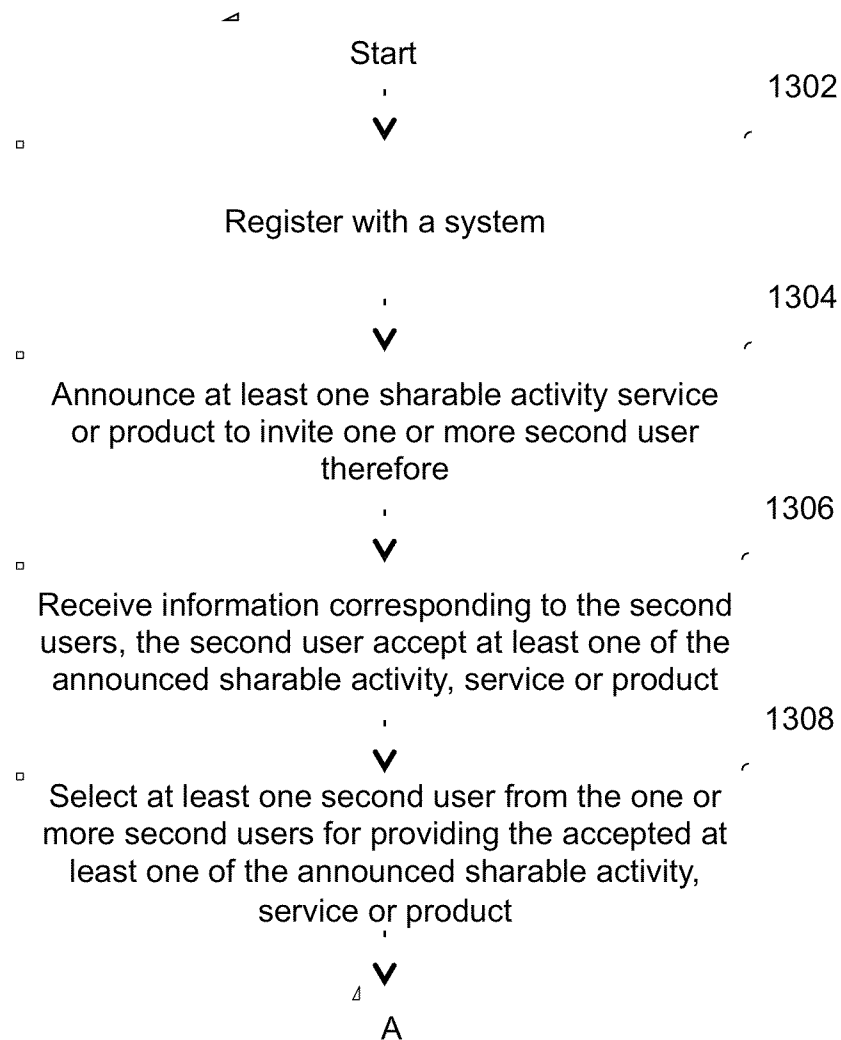 Start
1302
Register with a system
1304
Announce at least one sharable activity service
or product to invite one or more second user
therefore
1306
Receive information corresponding to the second
users, the second user accept at least one of the
announced sharable activity, service or product
1308
Select at least one second user from the one or
more second users for providing the accepted at
least one of the announced sharable activity,
service or product
A